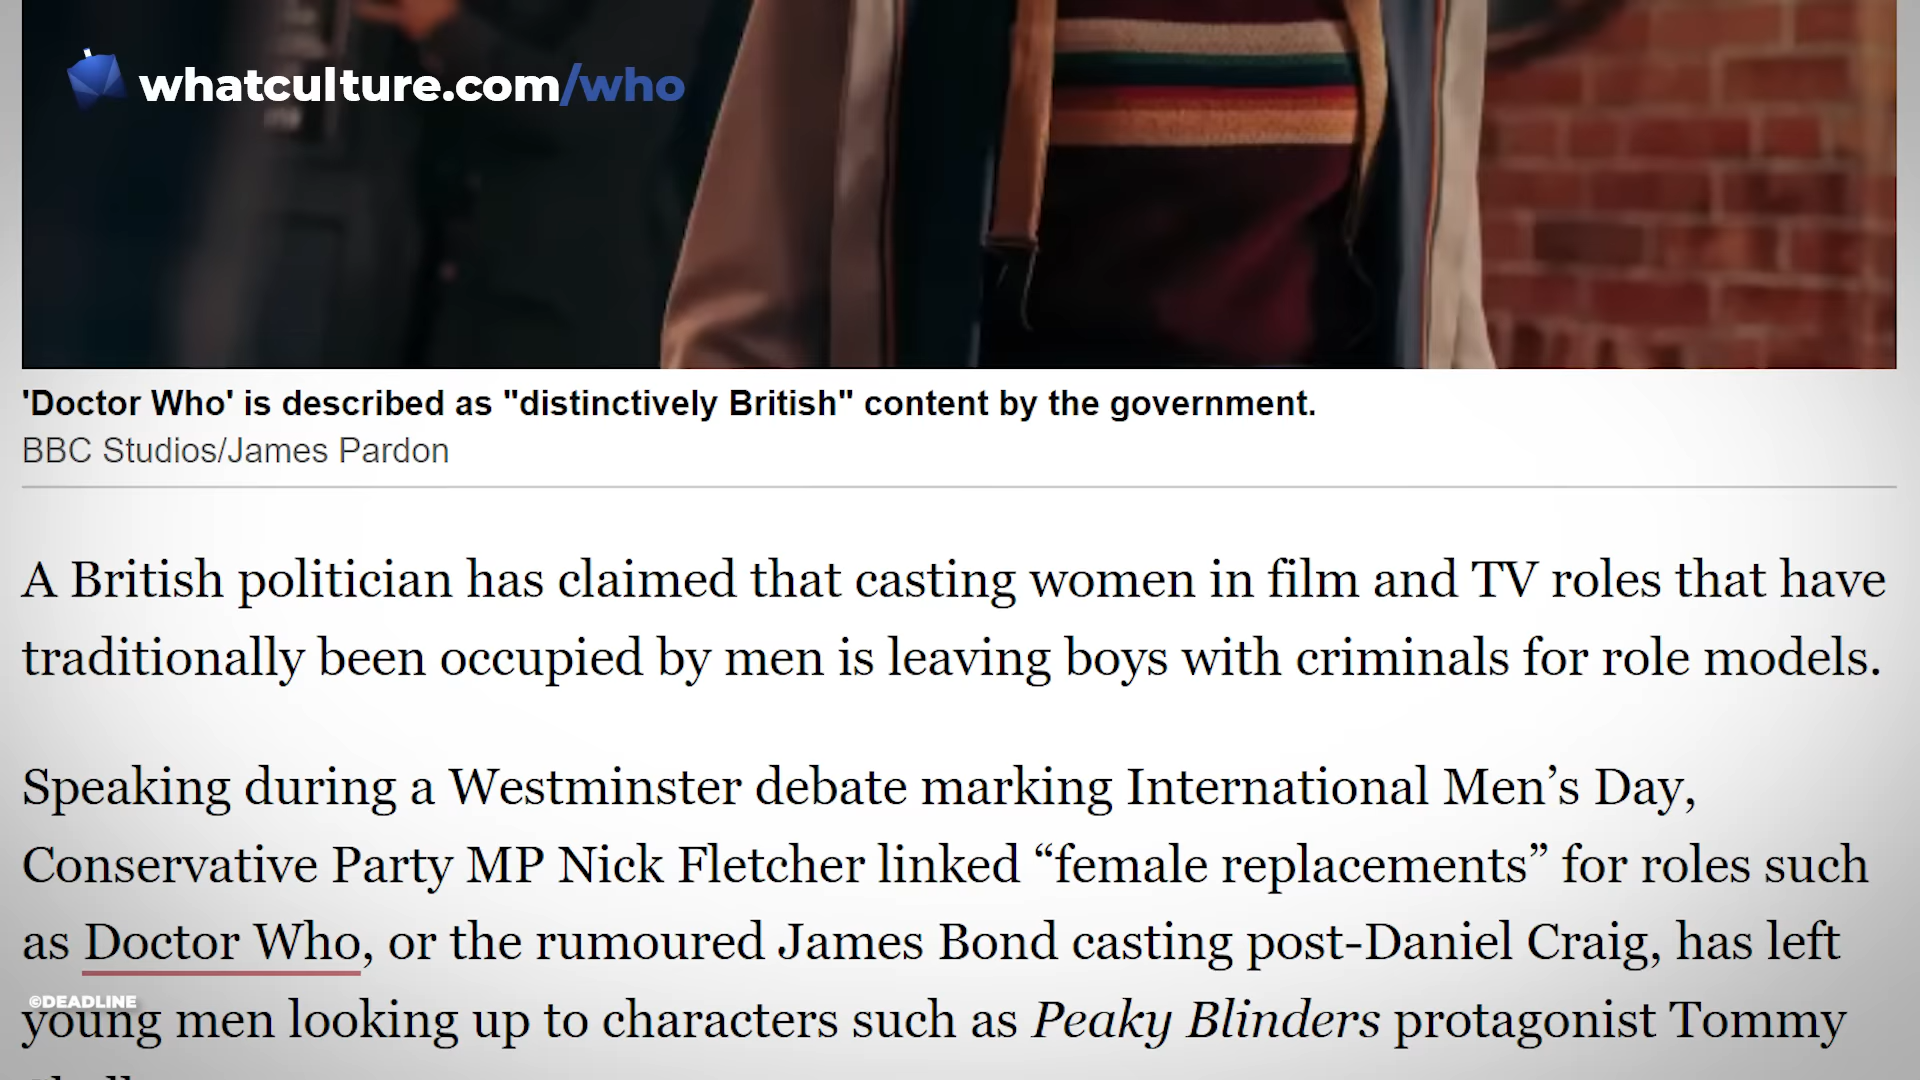 whatculture.com/who
'Doctor Who' is described as "distinctively British" content by the government.
BBC Studios/James Pardon
A British politician has claimed that casting women in film and TV roles that have
traditionally been occupied by men is leaving boys with criminals for role models.
Speaking during a Westminster debate marking International Men’s Day,
Conservative Party MP Nick Fletcher linked “female replacements” for roles such
as Doctor Who, or the rumoured James Bond casting post-Daniel Craig, has left
©DEADLINE
young men looking up to characters such as Peaky Blinders protagonist Tommy